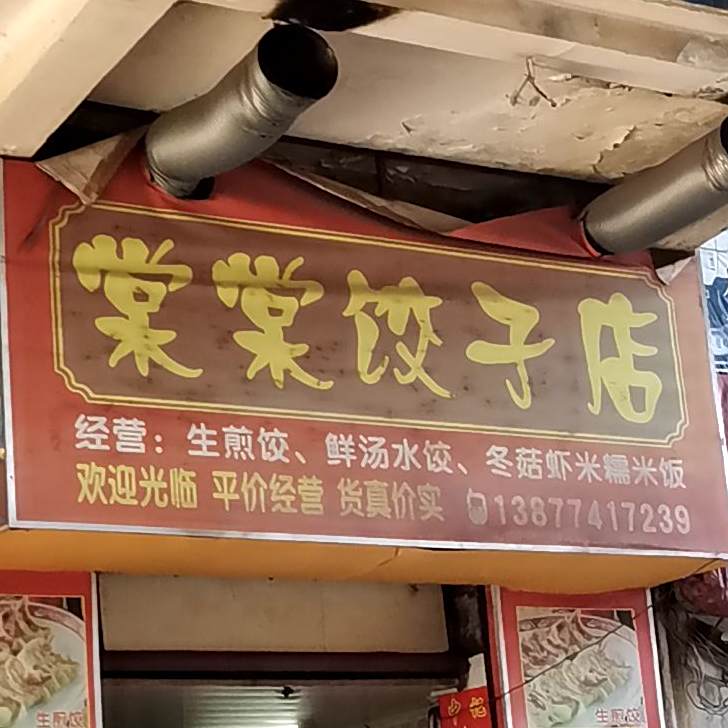 棠棠饺子店
经营：生煎饺、鲜汤水饺、冬菇虾米糯米饭
欢迎光临 平价经营 货真价实 13877417239
生煎饺
生煎饺